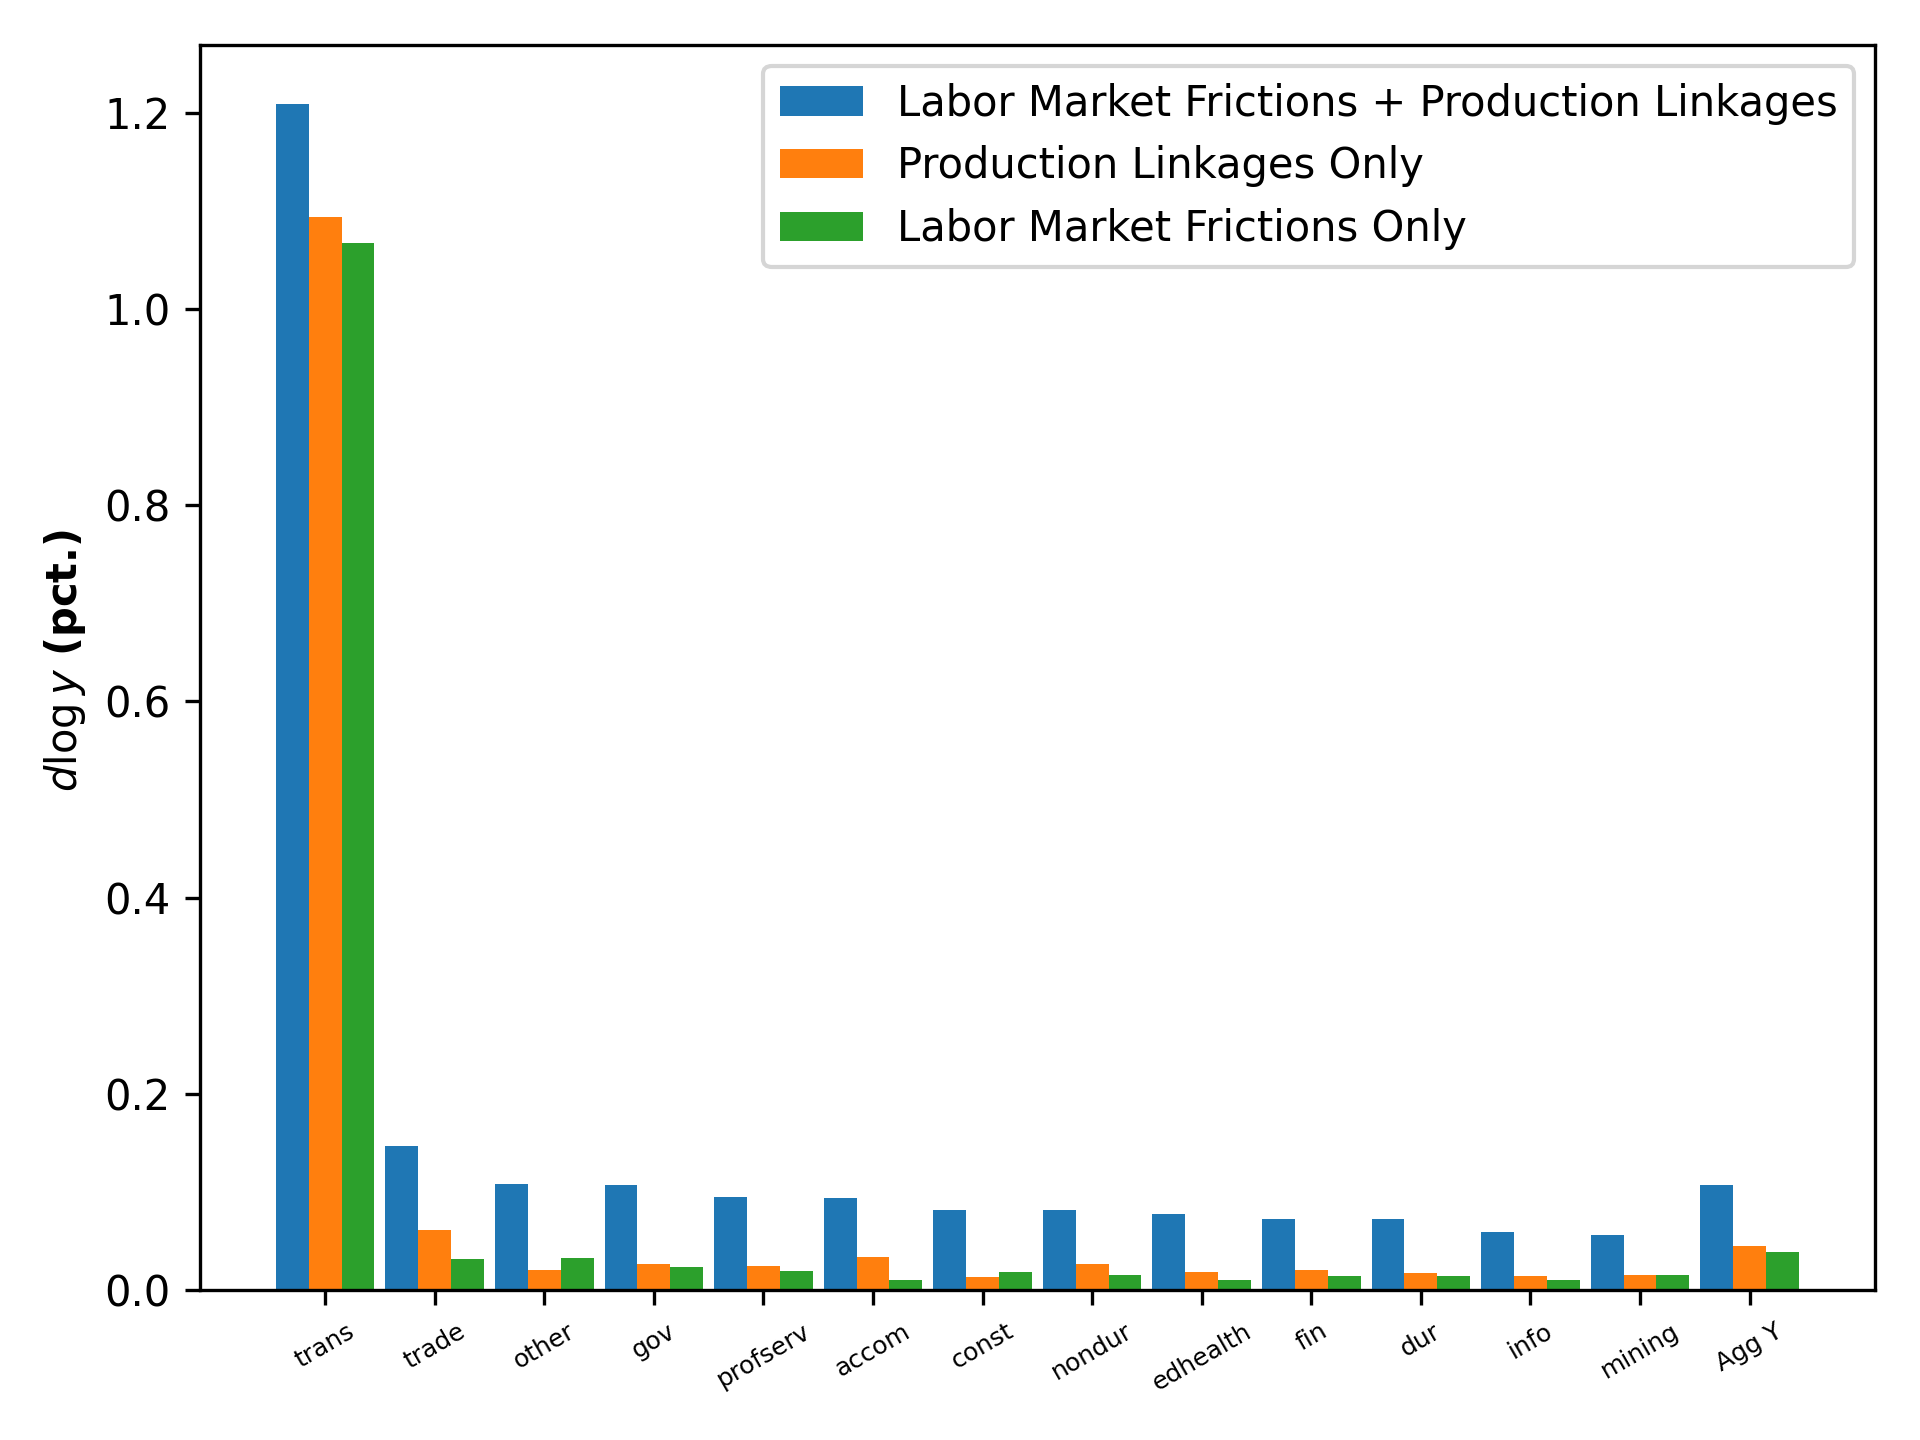 Labor Market Frictions + Production Linkages
Production Linkages Only
Labor Market Frictions Only
dlog y (pct.)
1.2
1.0
0.8
0.6
0.4
0.2
0.0
trans
trade
other
gov
profserv
accom
const
nondur
edhealth
fin
dur
info
mining
Agg Y